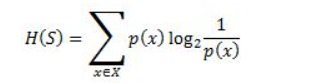 H(S) = ∑_{x∈X} p(x) log₂ 1/p(x)